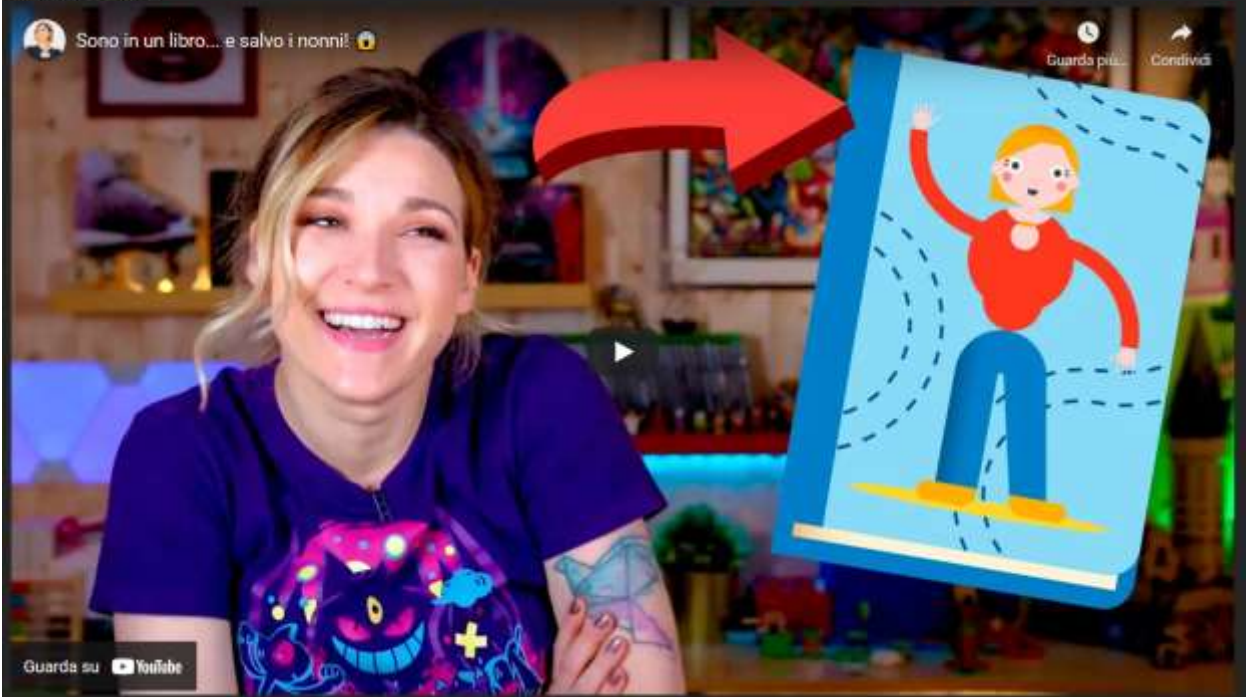 Sono in un libro... e salvo i nonni! 😱
Guarda più...
Condividi
Guarda su YouTube